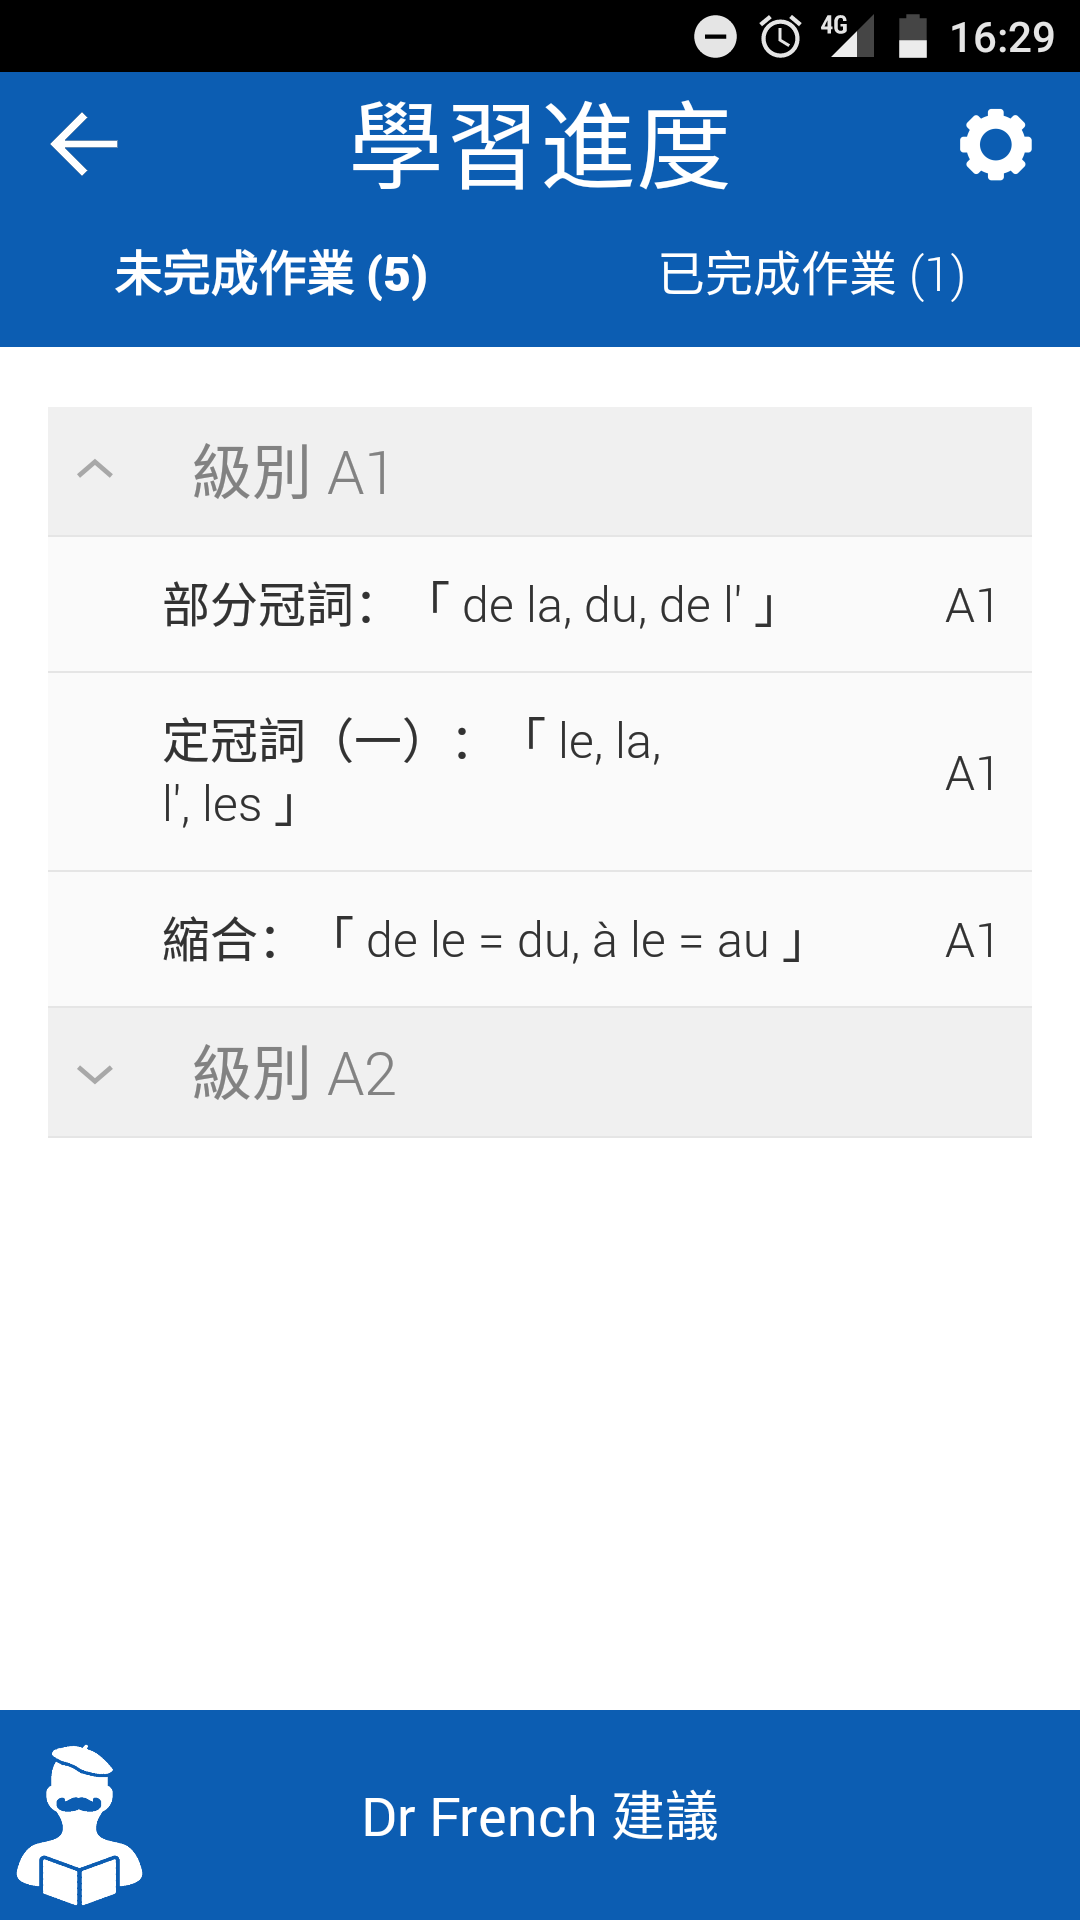 4G 16:29
學習進度
未完成作業 (5) 已完成作業 (1)
級別 A1
部分冠詞：「 de la, du, de l' 」 A1
定冠詞（一）：「 le, la,
l', les 」 A1
縮合：「 de le = du, à le = au 」 A1
級別 A2
Dr French 建議